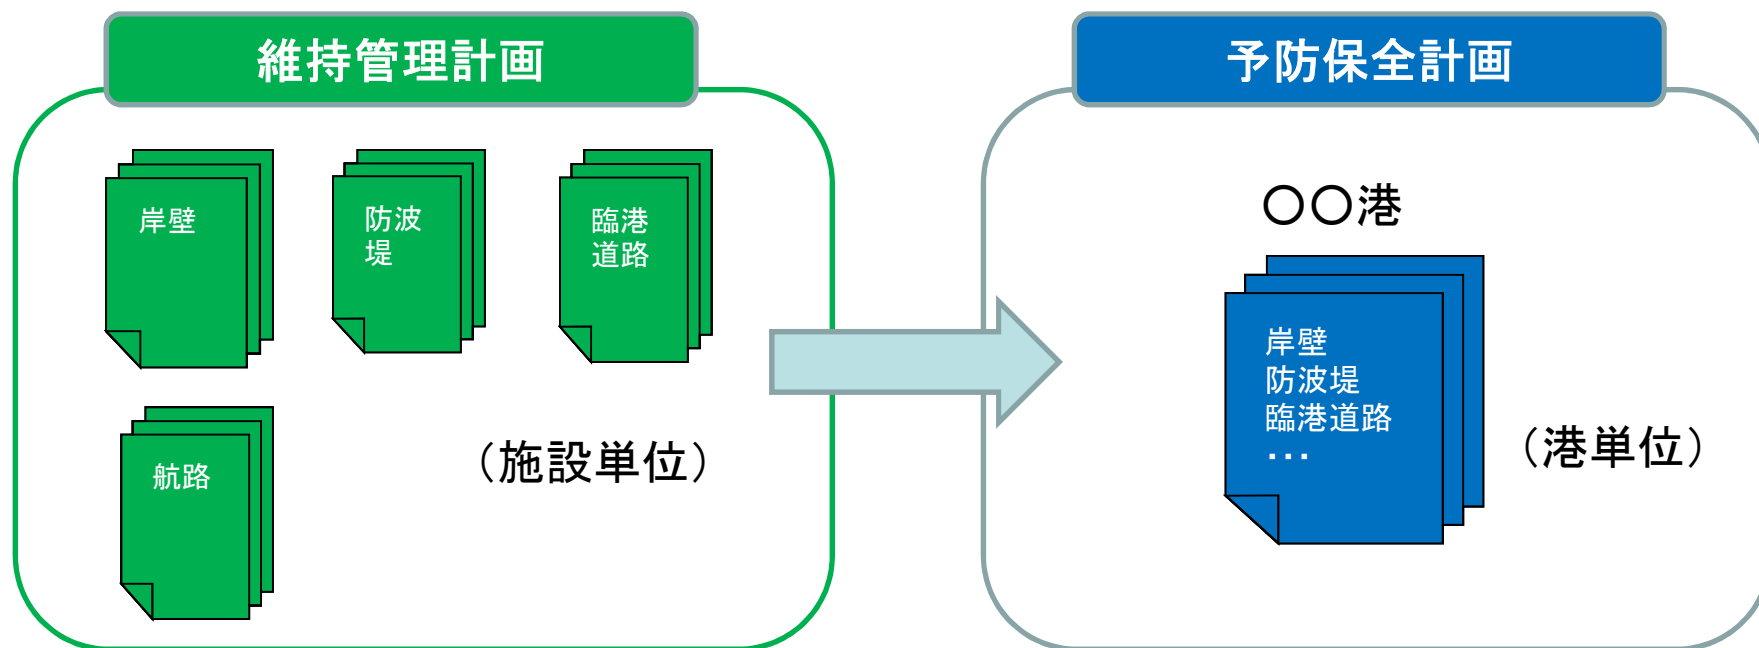 維持管理計画
岸壁
防波
堤
臨港
道路
航路
（施設単位）
予防保全計画
〇〇港
岸壁
防波堤
臨港道路
・・・
（港単位）